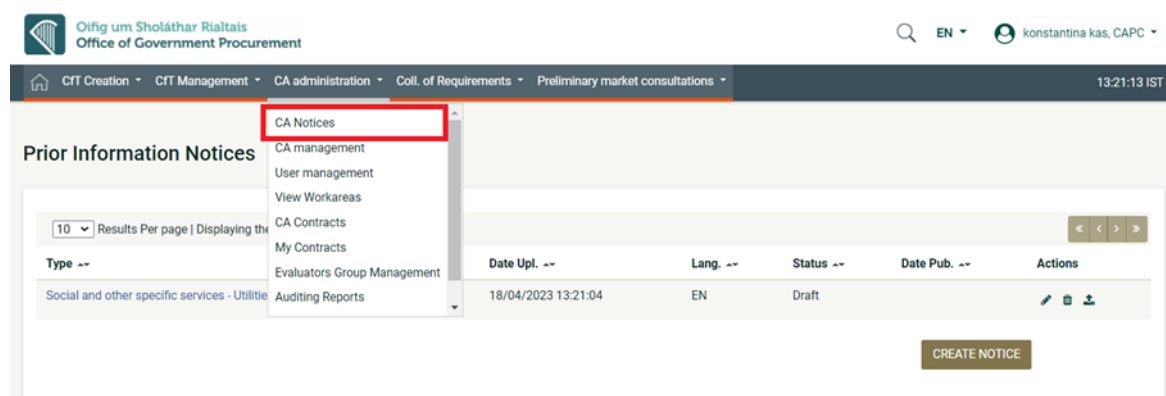 Oifig um Sholáthar Rialtais
Office of Government Procurement
EN
konstantina kas, CAPC
CfT Creation CfT Management CA administration Coll. of Requirements Preliminary market consultations 13:21:13 IST
CA Notices
Prior Information Notices
CA management
User management
View Workareas
10 Results Per page | Displaying the
CA Contracts
My Contracts
Type Date Upl. Lang. Status Date Pub. Actions
Evaluators Group Management
Social and other specific services - Utilitie 18/04/2023 13:21:04 EN Draft
Auditing Reports
CREATE NOTICE